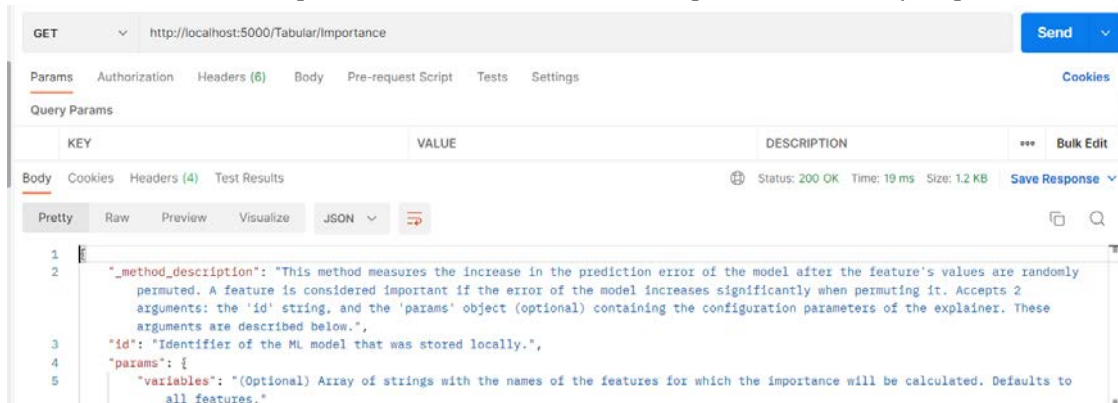 GET http://localhost:5000/Tabular/Importance Send
Params Authorization Headers (6) Body Pre-request Script Tests Settings Cookies
Query Params
KEY VALUE DESCRIPTION ooo Bulk Edit
Body Cookies Headers (4) Test Results Status: 200 OK Time: 19 ms Size: 1.2 KB Save Response
Pretty Raw Preview Visualize JSON
1 {
2 "_method_description": "This method measures the increase in the prediction error of the model after the feature's values are randomly
permuted. A feature is considered important if the error of the model increases significantly when permuting it. Accepts 2
arguments: the 'id' string, and the 'params' object (optional) containing the configuration parameters of the explainer. These
arguments are described below.",
3 "id": "Identifier of the ML model that was stored locally.",
4 "params": {
5 "variables": "(Optional) Array of strings with the names of the features for which the importance will be calculated. Defaults to
all features."